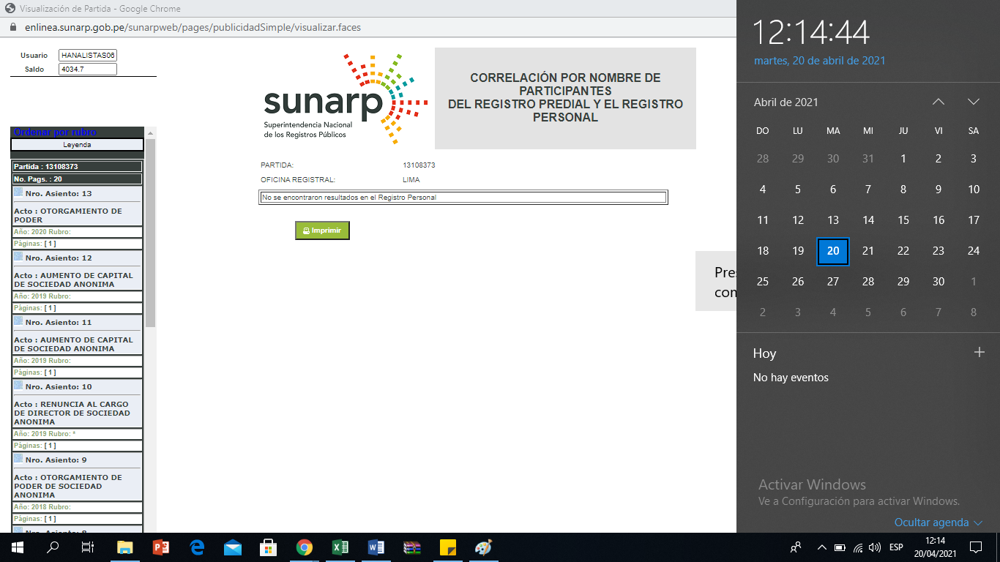 Visualización de Partida - Google Chrome
enlinea.sunarp.gob.pe/sunarpweb/pages/publicidadSimple/visualizar.faces
Usuario HANALISTAS06
Saldo 4034.7
sunarp
Superintendencia Nacional
de los Registros Públicos
CORRELACIÓN POR NOMBRE DE
PARTICIPANTES
DEL REGISTRO PREDIAL Y EL REGISTRO
PERSONAL
Ordenar por rubro
Leyenda
Partida : 13108373
No. Pags. : 20
Nro. Asiento: 13
Acto : OTORGAMIENTO DE
PODER
Año: 2020 Rubro:
Páginas: [ 1 ]
Nro. Asiento: 12
Acto : AUMENTO DE CAPITAL
DE SOCIEDAD ANONIMA
Año: 2019 Rubro:
Páginas: [ 1 ]
Nro. Asiento: 11
Acto : AUMENTO DE CAPITAL
DE SOCIEDAD ANONIMA
Año: 2019 Rubro:
Páginas: [ 1 ]
Nro. Asiento: 10
Acto : RENUNCIA AL CARGO
DE DIRECTOR DE SOCIEDAD
ANONIMA
Año: 2019 Rubro: *
Páginas: [ 1 ]
Nro. Asiento: 9
Acto : OTORGAMIENTO DE
PODER DE SOCIEDAD
ANONIMA
Año: 2018 Rubro:
Páginas: [ 1 ]
Nro. Asiento: 8
PARTIDA: 13108373
OFICINA REGISTRAL: LIMA
No se encontraron resultados en el Registro Personal
Imprimir
Pres
con
12:14:44
martes, 20 de abril de 2021
Abril de 2021
DO LU MA MI JU VI SA
28 29 30 31 1 2 3
4 5 6 7 8 9 10
11 12 13 14 15 16 17
18 19 20 21 22 23 24
25 26 27 28 29 30 1
2 3 4 5 6 7 8
Hoy
No hay eventos
Activar Windows
Ve a Configuración para activar Windows.
Ocultar agenda
ESP
12:14
20/04/2021